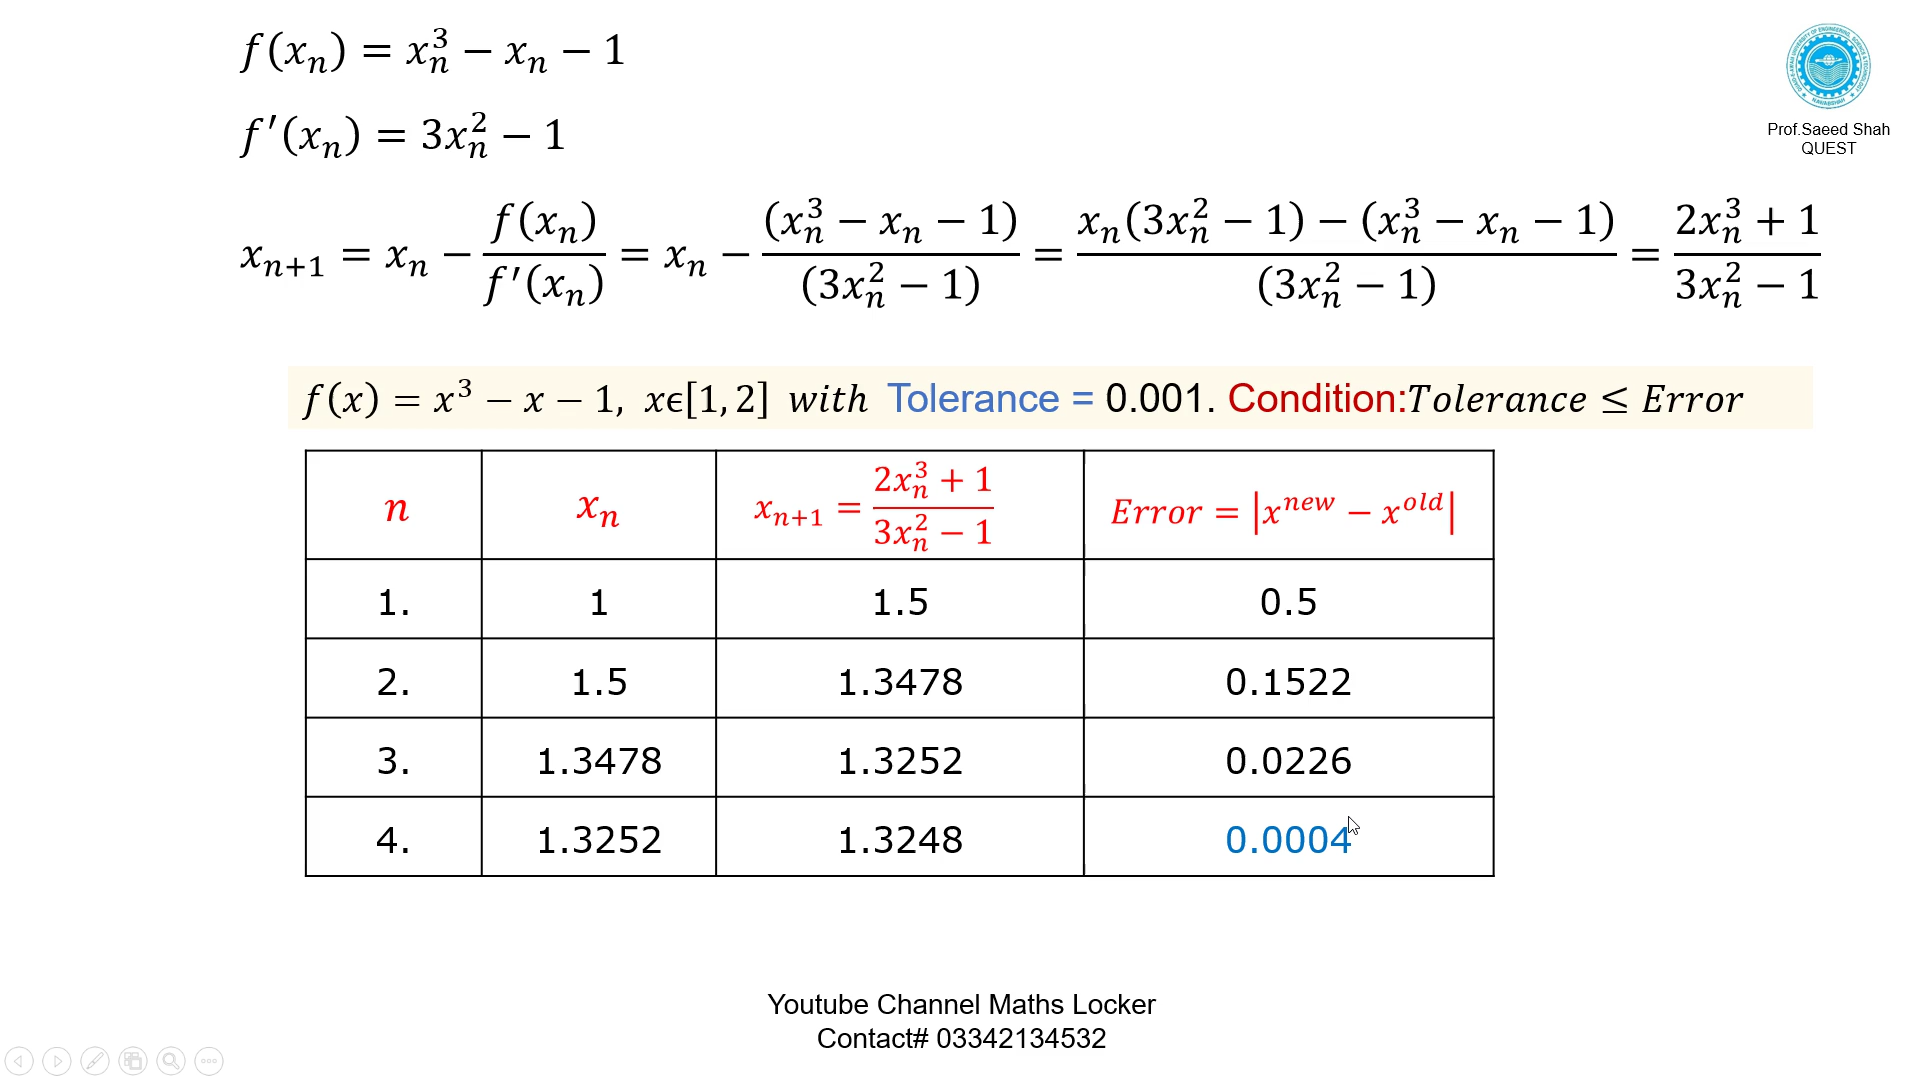 f(xₙ) = xₙ³ − xₙ − 1
Prof.Saeed Shah
QUEST
f′(xₙ) = 3xₙ² − 1
xₙ₊₁ = xₙ − f(xₙ)/f′(xₙ) = xₙ − (xₙ³ − xₙ − 1)/(3xₙ² − 1) = xₙ(3xₙ² − 1) − (xₙ³ − xₙ − 1)/(3xₙ² − 1) = 2xₙ³ + 1/3xₙ² − 1
f(x) = x³ − x − 1, xϵ[1, 2] with Tolerance = 0.001. Condition:Tolerance ≤ Error
n xₙ xₙ₊₁ = 2xₙ³ + 1/3xₙ² − 1 Error = |xⁿᵉʷ − xᵒˡᵈ|
1. 1 1.5 0.5
2. 1.5 1.3478 0.1522
3. 1.3478 1.3252 0.0226
4. 1.3252 1.3248 0.0004
Youtube Channel Maths Locker
Contact# 03342134532